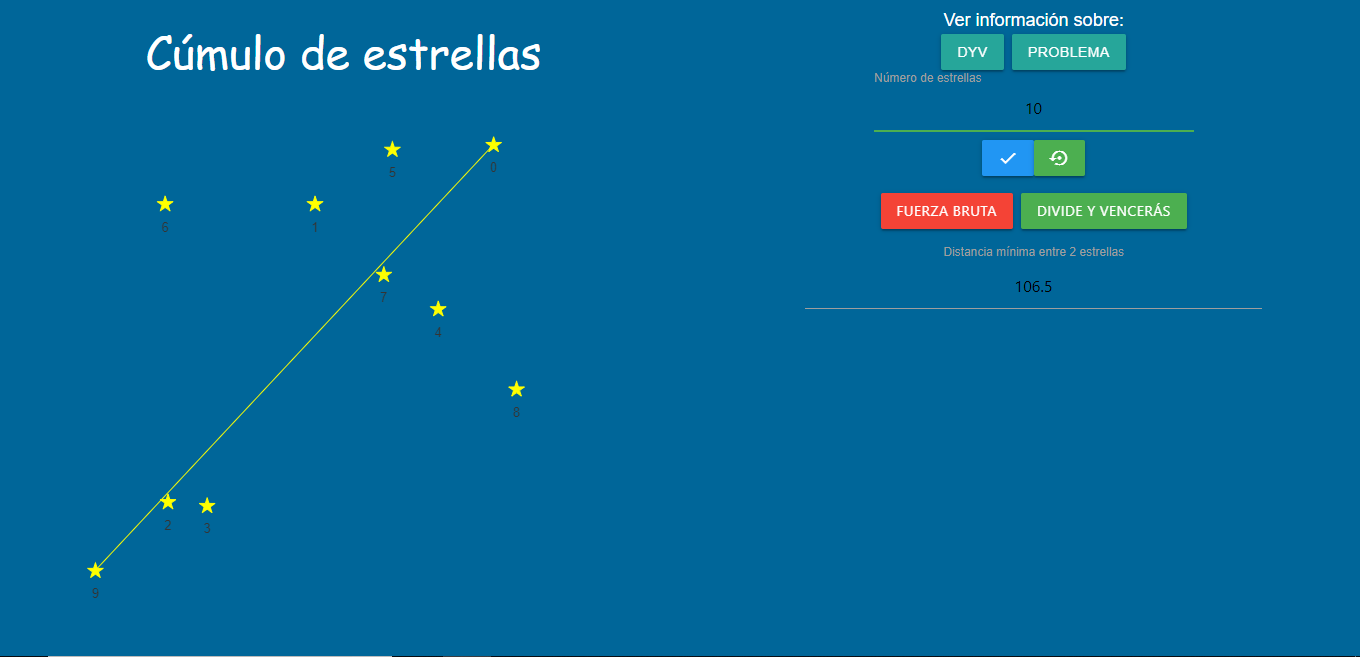 Cúmulo de estrellas
Ver información sobre:
DYV PROBLEMA
Número de estrellas
10
FUERZA BRUTA DIVIDE Y VENCERÁS
Distancia mínima entre 2 estrellas
106.5
5
0
6
1
7
4
8
2
3
9